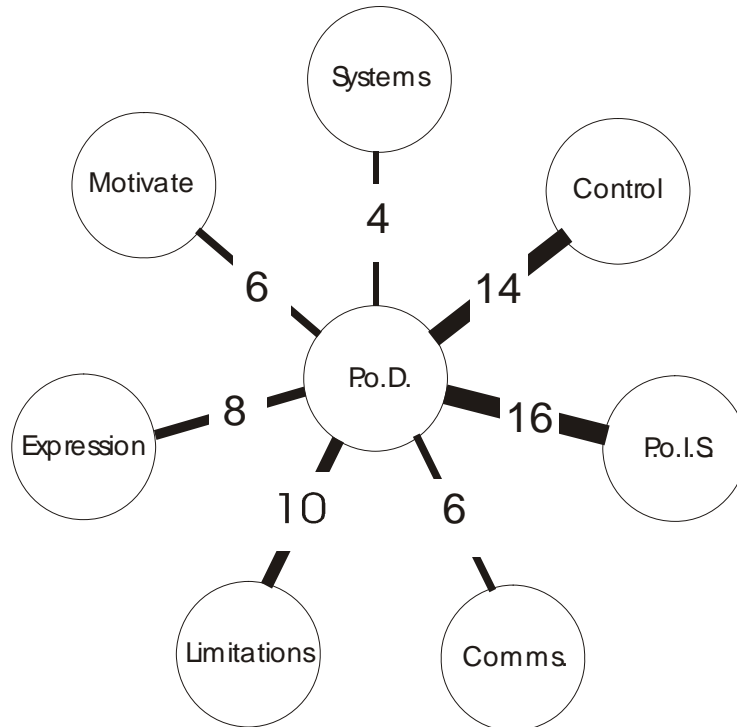 Systems
Motivate
Control
4
6
14
P.o.D.
8
16
Expression
P.o.I.S.
10
6
Limitations
Comms.